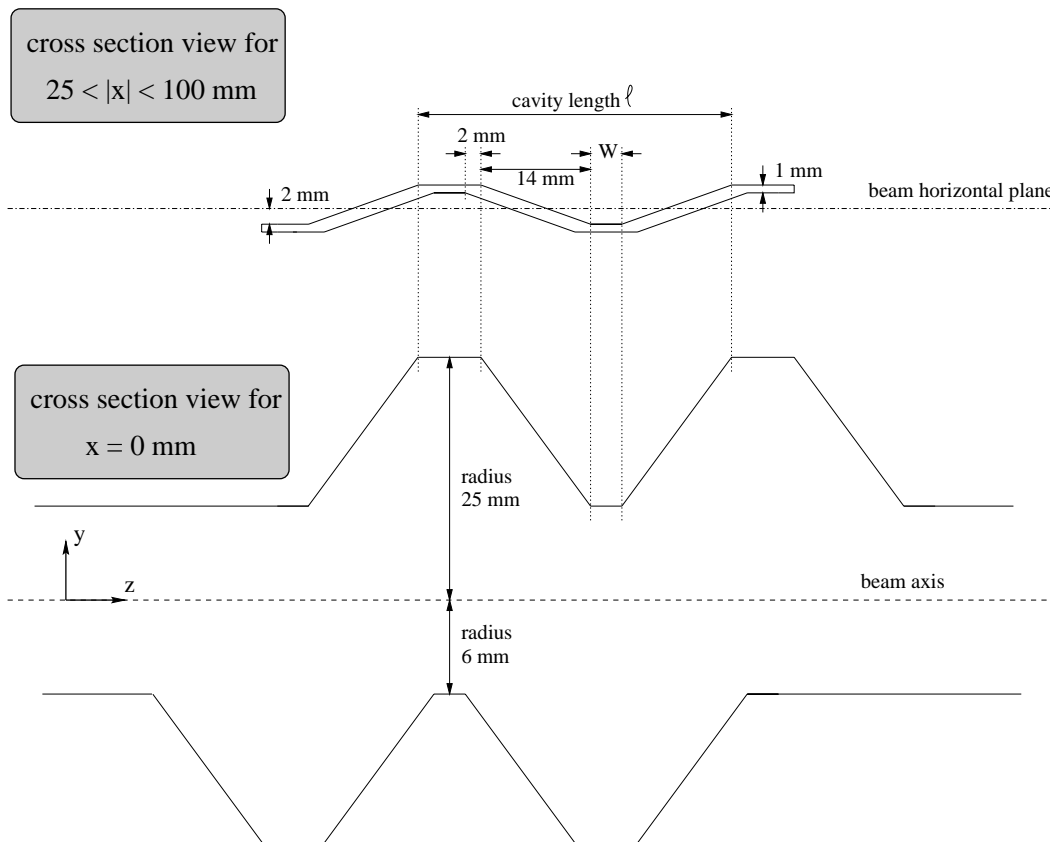 cross section view for
25 < |x| < 100 mm
cavity length ℓ
2 mm
W
14 mm
1 mm
2 mm
beam horizontal plane
cross section view for
x = 0 mm
radius
25 mm
y
z
beam axis
radius
6 mm